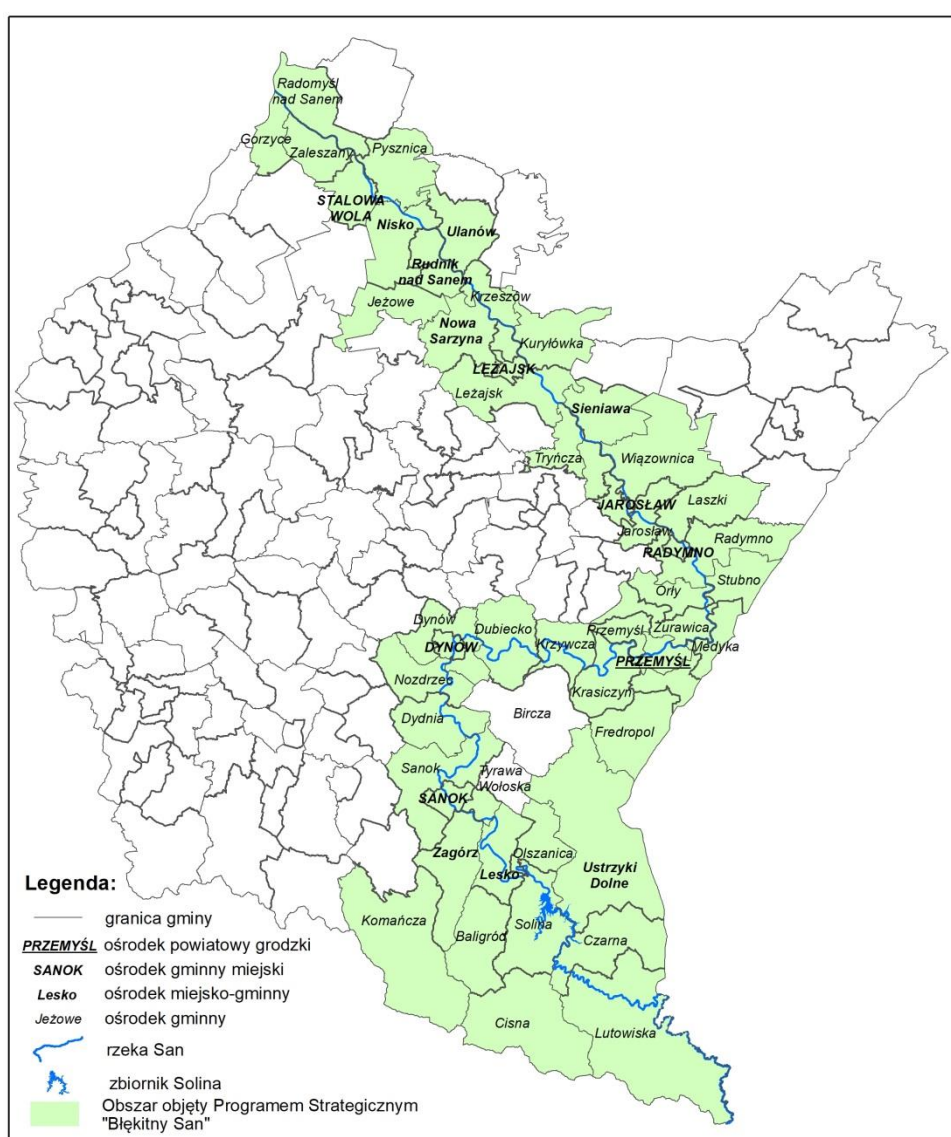 Radomyśl
nad Sanem
Gorzyce
Zaleszany
Pysznica
STALOWA
WOLA
Nisko
Ulanów
Rudnik
nad Sanem
Krzeszów
Jeżowe
Nowa
Sarzyna
Kuryłówka
LEŻAJSK
Leżajsk
Sieniawa
Tryńcza
Wiązownica
Laszki
JAROSŁAW
Jarosław
Radymno
RADYMNO
Stubno
Orły
Dynów
Dubiecko
Krzywcza
Przemyśl
Żurawica
Medyka
DYNÓW
PRZEMYŚL
Nozdrzec
Krasiczyn
Bircza
Dydnia
Fredropol
Sanok
Tyrawa
Wołoska
SANOK
Zagórz
Olszanica
Lesko
Ustrzyki
Dolne
Solina
Komańcza
Baligród
Czarna
Cisna
Lutowiska
Legenda:
granica gminy
PRZEMYŚL ośrodek powiatowy grodzki
SANOK ośrodek gminny miejski
Lesko ośrodek miejsko-gminny
Jeżowe ośrodek gminny
rzeka San
zbiornik Solina
Obszar objęty Programem Strategicznym
"Błękitny San"